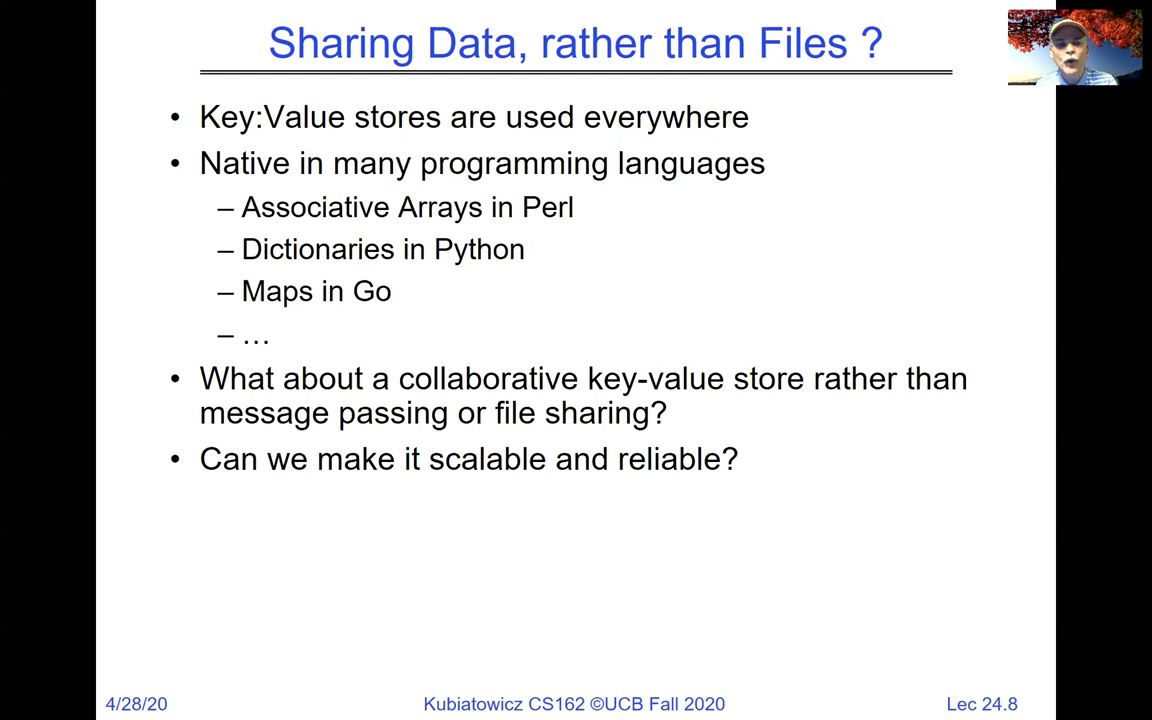 Sharing Data, rather than Files ?
• Key:Value stores are used everywhere
• Native in many programming languages
– Associative Arrays in Perl
– Dictionaries in Python
– Maps in Go
– …
• What about a collaborative key-value store rather than
message passing or file sharing?
• Can we make it scalable and reliable?
4/28/20
Kubiatowicz CS162 ©UCB Fall 2020
Lec 24.8